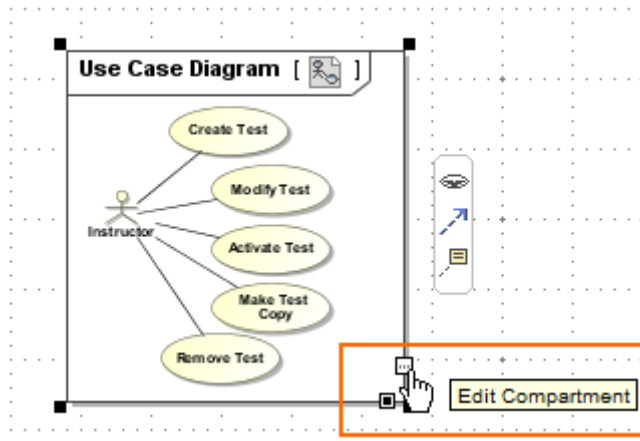 Use Case Diagram [ ]
Create Test
Modify Test
Instructor
Activate Test
Make Test
Copy
Remove Test
...
Edit Compartment